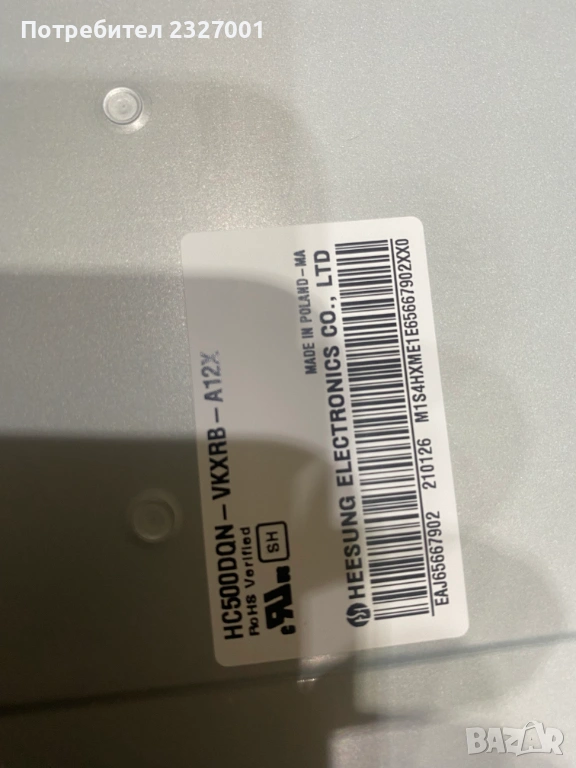 Потребител 2327001
HC500DQN-VKXRB-A12X
RoHS Verified
SH
MADE IN POLAND-MA
HEESUNG ELECTRONICS CO., LTD
EAJ65667902 210126 M1S4HXME1E65667902XX0
BAZAR